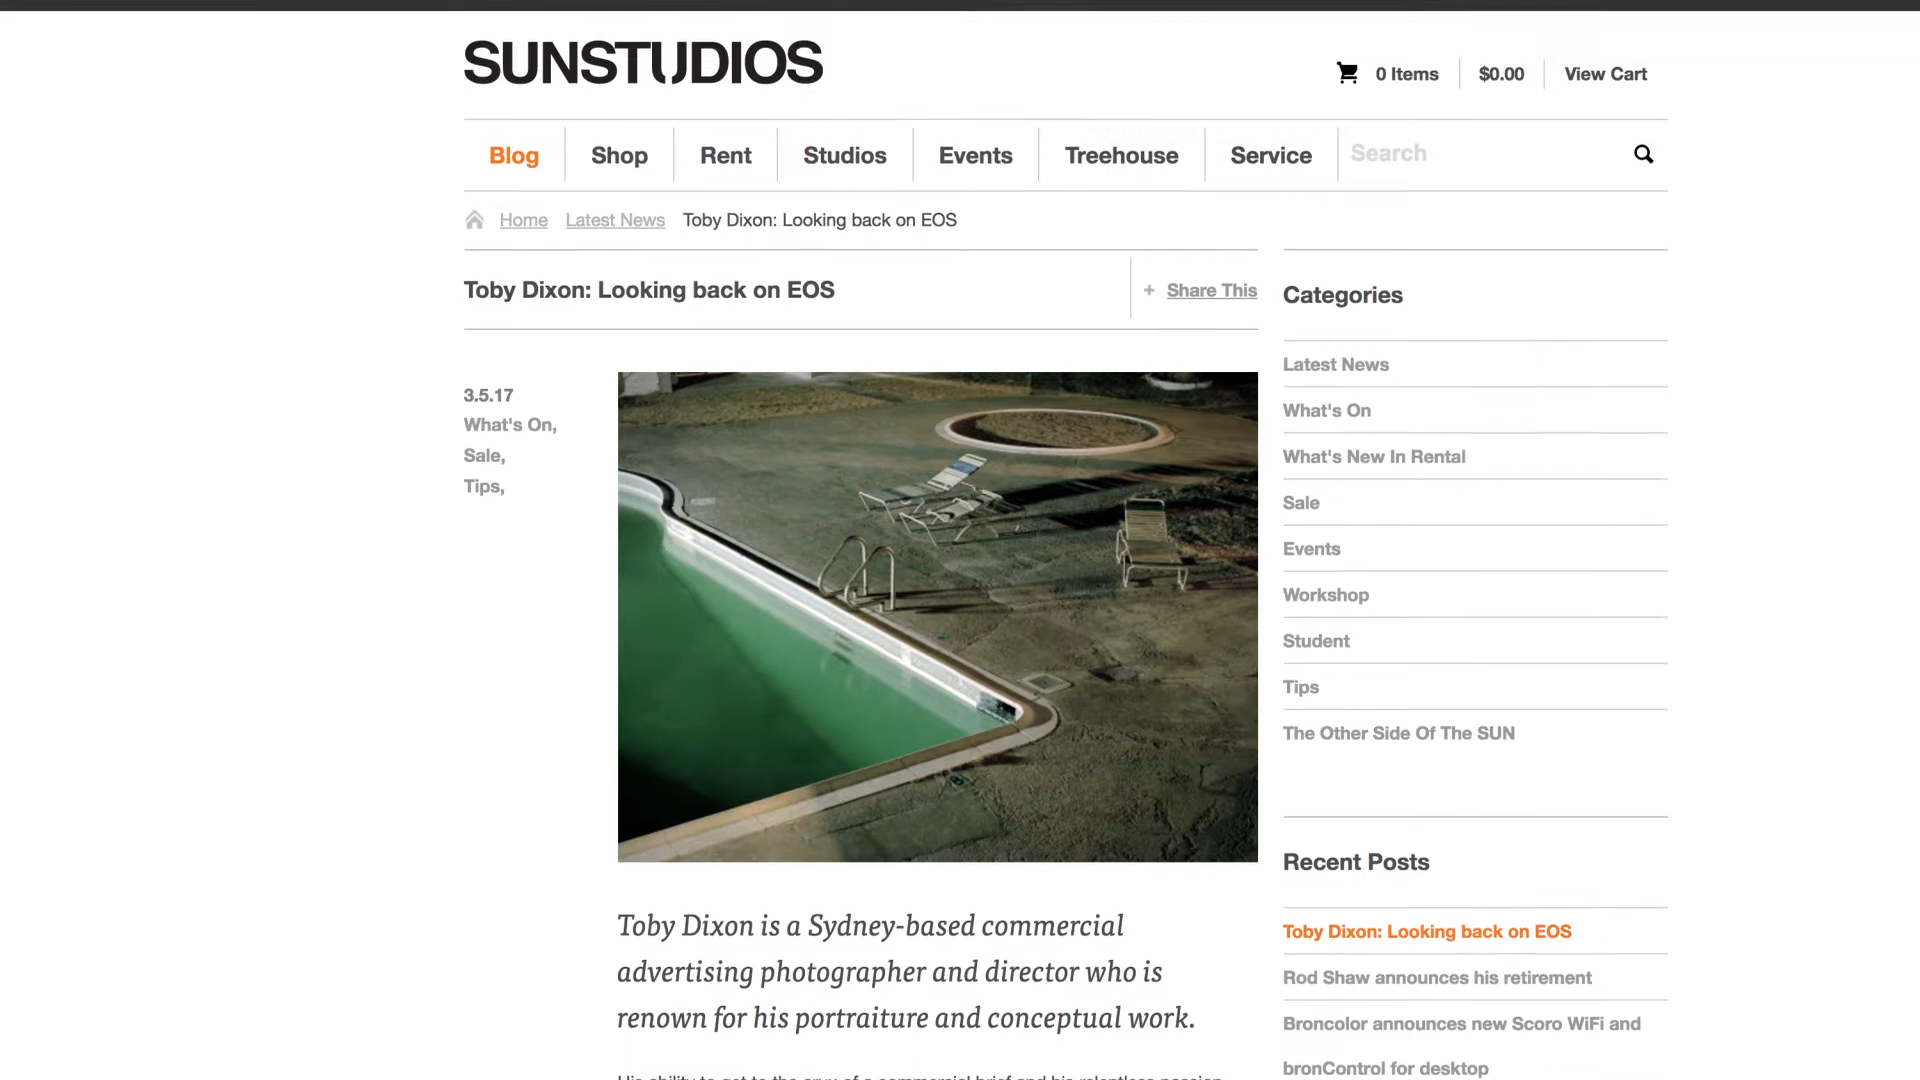 SUNSTUDIOS
0 Items
$0.00
View Cart
Blog
Shop
Rent
Studios
Events
Treehouse
Service
Search
Home
Latest News
Toby Dixon: Looking back on EOS
Toby Dixon: Looking back on EOS
+ Share This
3.5.17
What's On,
Sale,
Tips,
Toby Dixon is a Sydney-based commercial
advertising photographer and director who is
renown for his portraiture and conceptual work.
Categories
Latest News
What's On
What's New In Rental
Sale
Events
Workshop
Student
Tips
The Other Side Of The SUN
Recent Posts
Toby Dixon: Looking back on EOS
Rod Shaw announces his retirement
Broncolor announces new Scoro WiFi and
bronControl for desktop